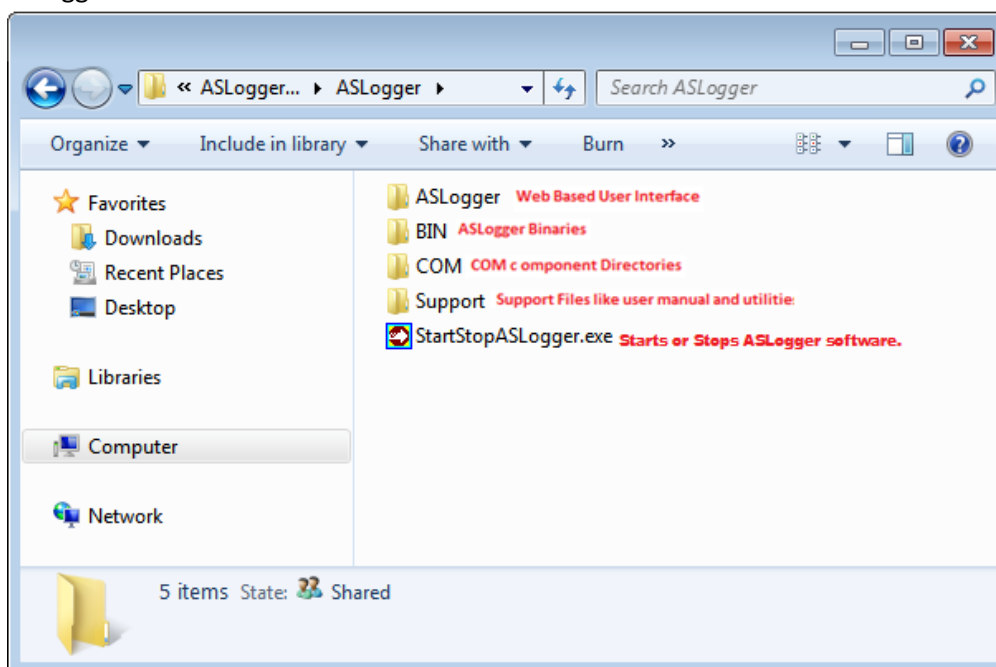 « ASLogger... ▸ ASLogger ▸
Search ASLogger
Organize ▾ Include in library ▾ Share with ▾ Burn »
Favorites
Downloads
Recent Places
Desktop
Libraries
Computer
Network
ASLogger Web Based User Interface
BIN ASLogger Binaries
COM COM c omponent Directories
Support Support Files like user manual and utilitie
StartStopASLogger.exe Starts or Stops ASLogger software.
5 items State: Shared